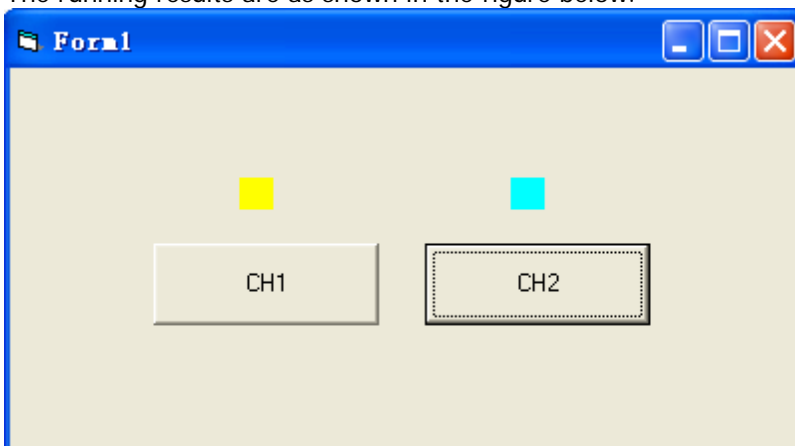 The running results are as shown in the figure below.
Form1
CH1
CH2